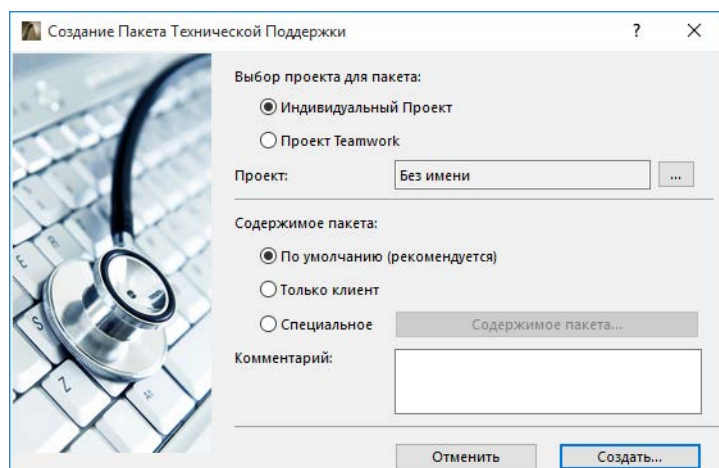 Создание Пакета Технической Поддержки
?
Выбор проекта для пакета:
Индивидуальный Проект
Проект Teamwork
Проект: Без имени ...
Содержимое пакета:
По умолчанию (рекомендуется)
Только клиент
Специальное Содержимое пакета...
Комментарий:
Отменить Создать...